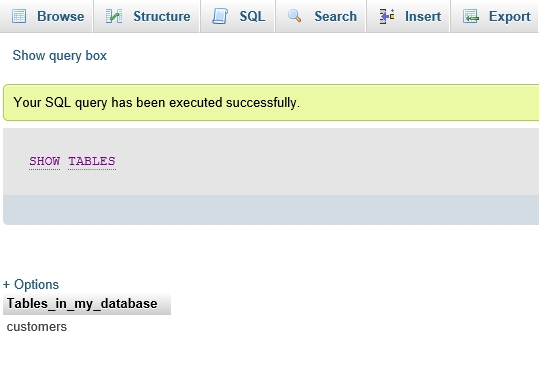 Browse Structure SQL Search Insert Export
Show query box
Your SQL query has been executed successfully.
SHOW TABLES
+ Options
Tables_in_my_database
customers